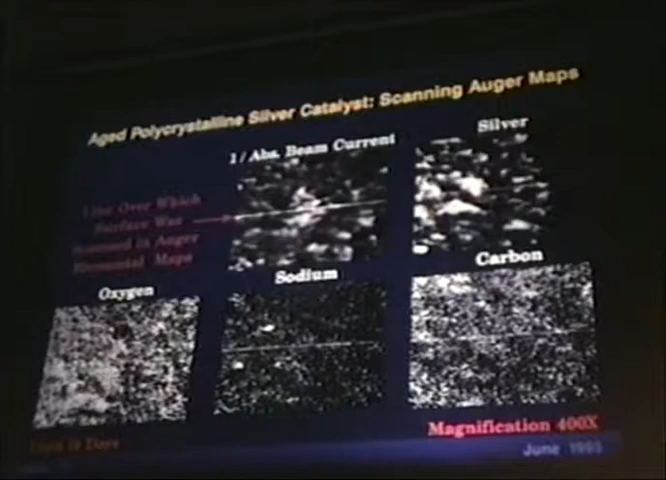 Aged Polycrystalline Silver Catalyst: Scanning Auger Maps
1 / Abs. Beam Current
Silver
Line Over Which
Surface Was
Scanned in Auger
Elemental Maps
Oxygen
Sodium
Carbon
Magnification 400X
June